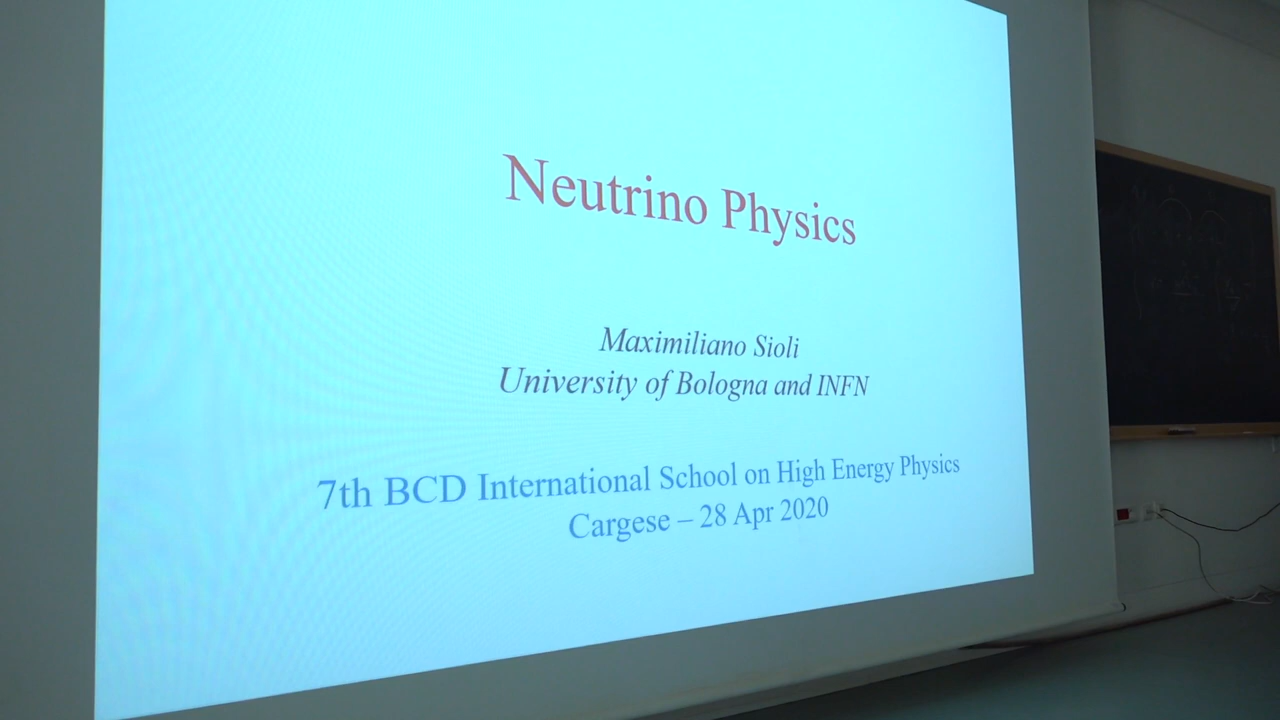 Neutrino Physics
Maximiliano Sioli
University of Bologna and INFN
7th BCD International School on High Energy Physics
Cargese – 28 Apr 2020